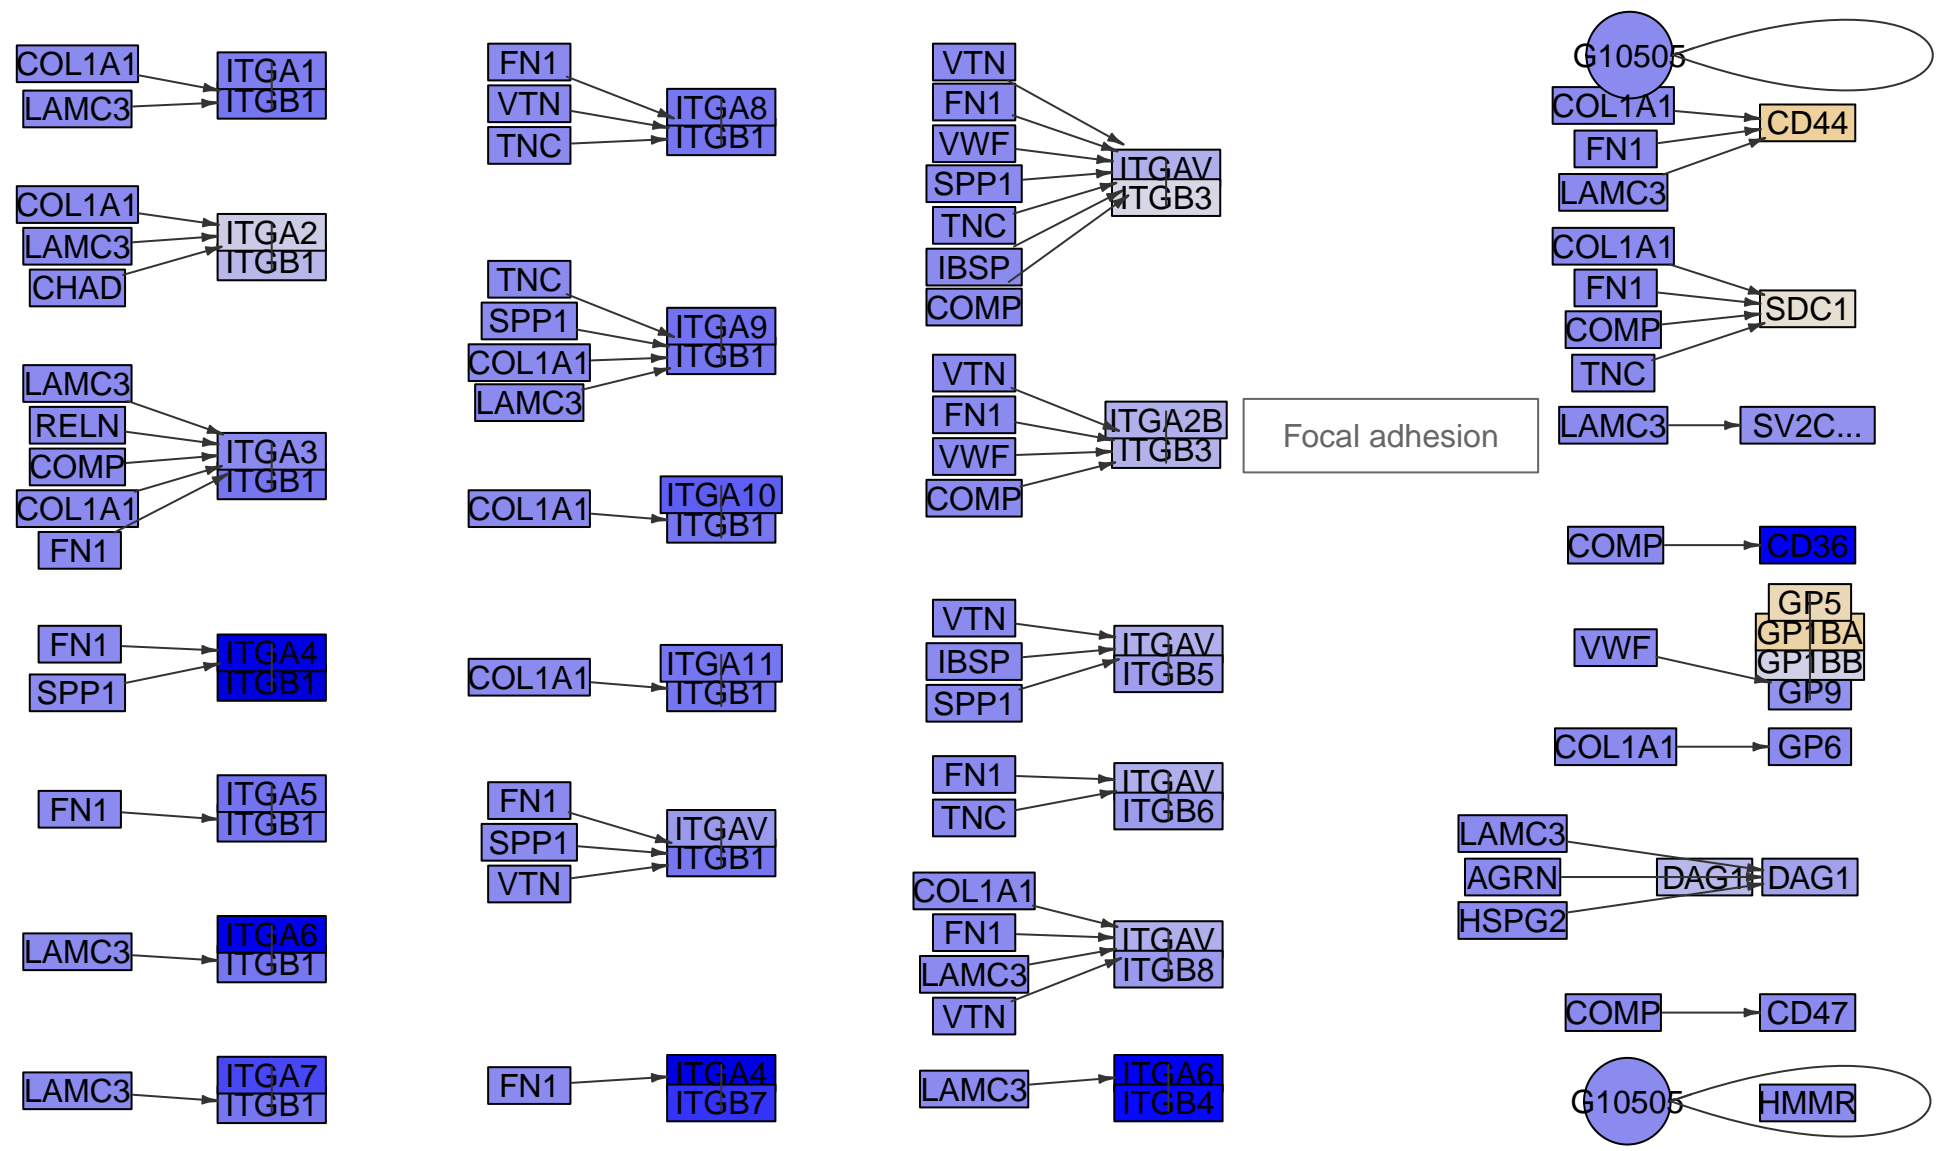 COL1A1
LAMC3
ITGA1
ITGB1
COL1A1
LAMC3
CHAD
ITGA2
ITGB1
LAMC3
RELN
COMP
COL1A1
FN1
ITGA3
ITGB1
FN1
SPP1
ITGA4
ITGB1
FN1
ITGA5
ITGB1
LAMC3
ITGA6
ITGB1
LAMC3
ITGA7
ITGB1
FN1
VTN
TNC
ITGA8
ITGB1
TNC
SPP1
COL1A1
LAMC3
ITGA9
ITGB1
COL1A1
ITGA10
ITGB1
COL1A1
ITGA11
ITGB1
FN1
SPP1
VTN
ITGAV
ITGB1
FN1
ITGA4
ITGB7
VTN
FN1
VWF
SPP1
TNC
IBSP
COMP
ITGAV
ITGB3
VTN
FN1
VWF
COMP
ITGA2B
ITGB3
VTN
IBSP
SPP1
ITGAV
ITGB5
FN1
TNC
ITGAV
ITGB6
COL1A1
FN1
LAMC3
VTN
ITGAV
ITGB8
LAMC3
ITGA6
ITGB4
Focal adhesion
G10505
COL1A1
FN1
LAMC3
CD44
COL1A1
FN1
COMP
TNC
SDC1
LAMC3
SV2C...
COMP
CD36
VWF
GP5
GP1BA
GP1BB
GP9
COL1A1
GP6
LAMC3
AGRN
HSPG2
DAG1
DAG1
COMP
CD47
G10505
HMMR